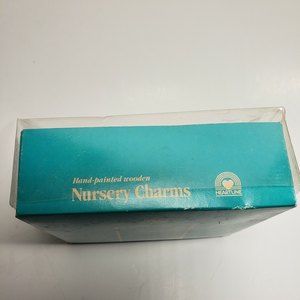 Hand-painted wooden
Nursery Charms
HEARTLINE